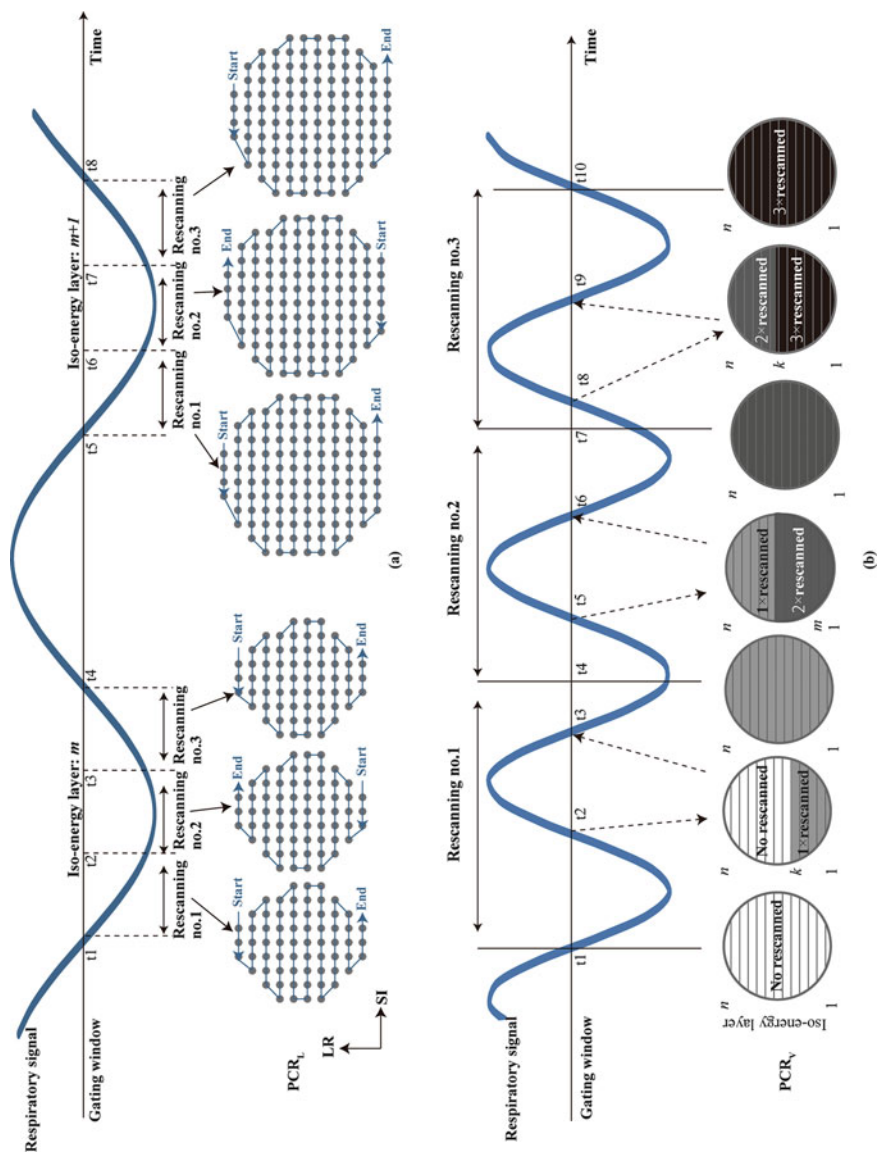 Respiratory signal
Gating window
Time
Iso-energy layer: m
Iso-energy layer: m+1
t1
t2
t3
t4
t5
t6
t7
t8
Rescanning
no.1
Rescanning
no.2
Rescanning
no.3
Rescanning
no.1
Rescanning
no.2
Rescanning
no.3
Start
End
End
Start
Start
End
Start
End
End
Start
Start
End
LR
SI
PCRL
(a)
Respiratory signal
Gating window
Time
Rescanning no.1
Rescanning no.2
Rescanning no.3
t1
t2
t3
t4
t5
t6
t7
t8
t9
t10
Iso-energy layer
n
No rescanned
1
n
No rescanned
k
1×rescanned
1
n
1
n
1×rescanned
2×rescanned
m
1
n
1
n
2×rescanned
k
3×rescanned
1
n
3×rescanned
1
PCRV
(b)